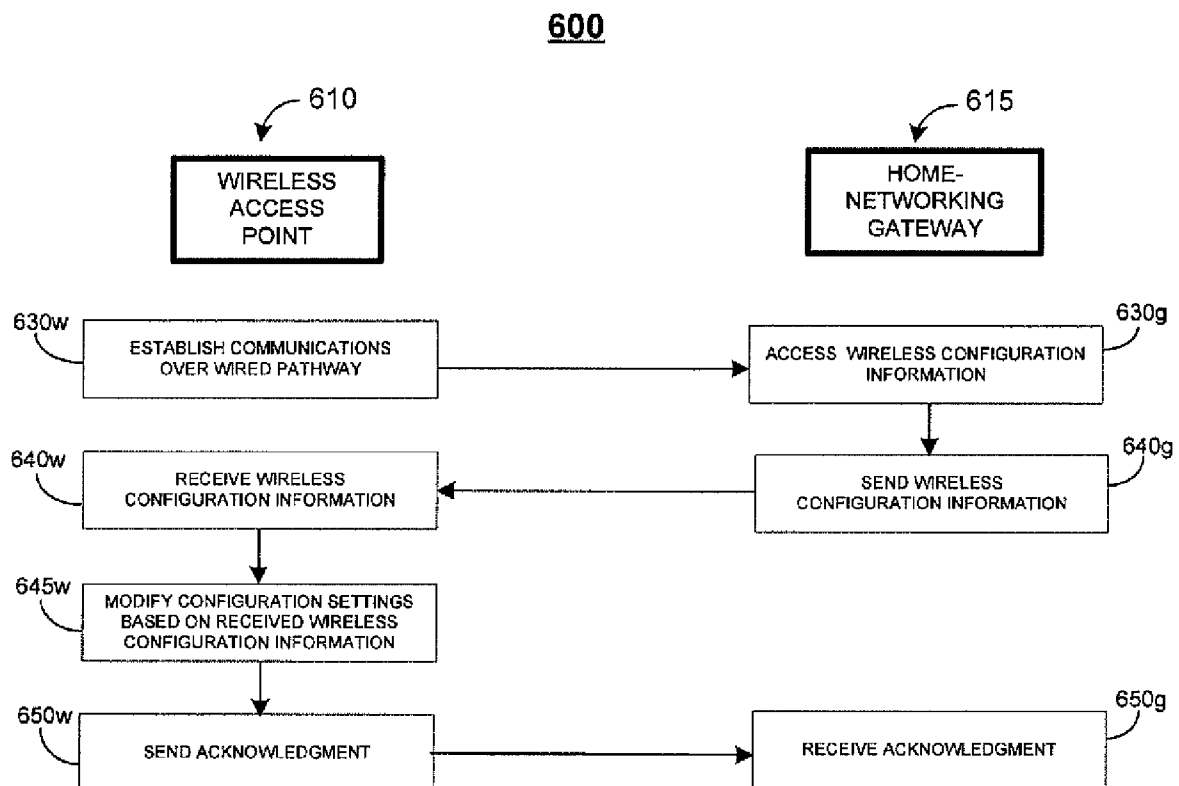 600
610
615
WIRELESS
ACCESS
POINT
HOME-
NETWORKING
GATEWAY
630w
ESTABLISH COMMUNICATIONS
OVER WIRED PATHWAY
630g
ACCESS WIRELESS CONFIGURATION
INFORMATION
640w
RECEIVE WIRELESS
CONFIGURATION INFORMATION
640g
SEND WIRELESS
CONFIGURATION INFORMATION
645w
MODIFY CONFIGURATION SETTINGS
BASED ON RECEIVED WIRELESS
CONFIGURATION INFORMATION
650w
SEND ACKNOWLEDGMENT
650g
RECEIVE ACKNOWLEDGMENT